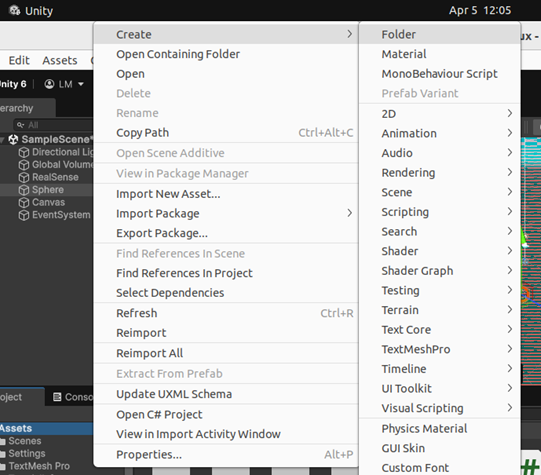 Unity
Apr 5 12:05
Edit Assets
Unity 6
LM
erarchy
All
SampleScene*
Directional Lig
Global Volume
RealSense
Sphere
Canvas
EventSystem
oject
Conso
Assets
Scenes
Settings
TextMesh Pro
Create
Open Containing Folder
Open
Delete
Rename
Copy Path Ctrl+Alt+C
Open Scene Additive
View in Package Manager
Import New Asset...
Import Package
Export Package...
Find References In Scene
Find References In Project
Select Dependencies
Refresh Ctrl+R
Reimport
Reimport All
Extract From Prefab
Update UXML Schema
Open C# Project
View in Import Activity Window
Properties... Alt+P
Folder
Material
MonoBehaviour Script
Prefab Variant
2D
Animation
Audio
Rendering
Scene
Scripting
Search
Shader
Shader Graph
Testing
Terrain
Text Core
TextMeshPro
Timeline
UI Toolkit
Visual Scripting
Physics Material
GUI Skin
Custom Font
ux -
#